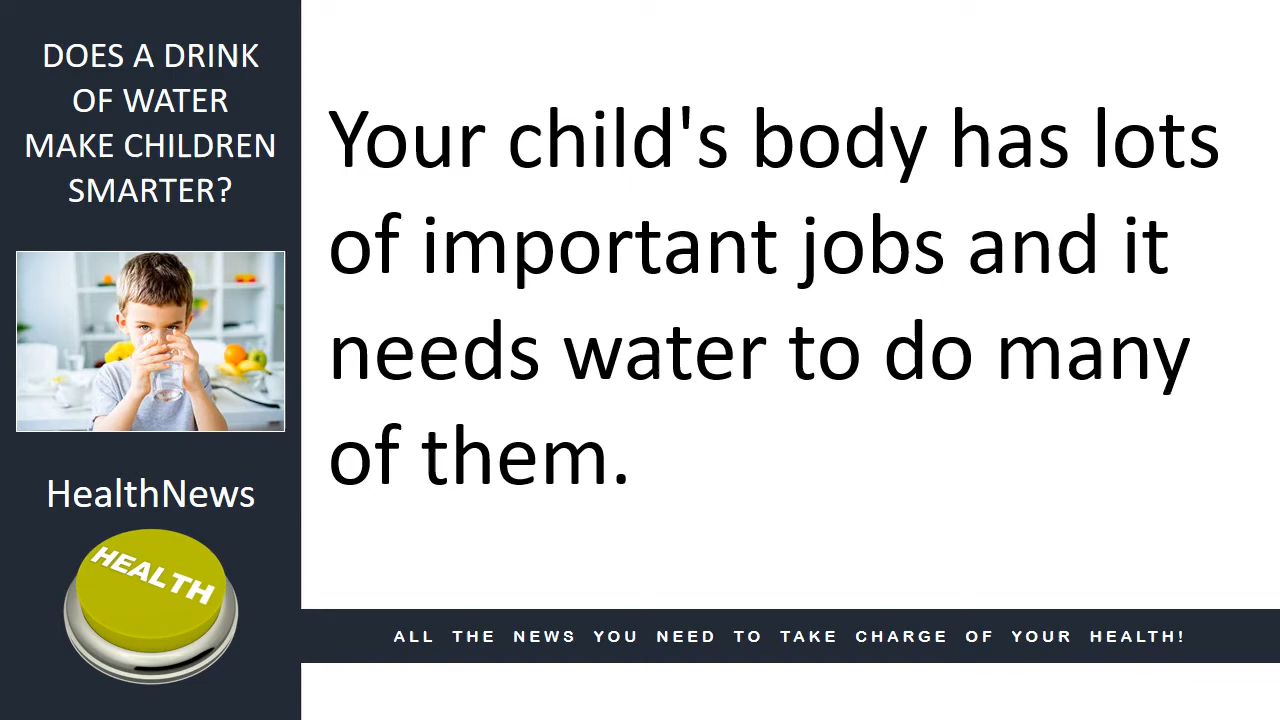 DOES A DRINK
OF WATER
MAKE CHILDREN
SMARTER?
HealthNews
HEALTH
Your child's body has lots
of important jobs and it
needs water to do many
of them.
ALL THE NEWS YOU NEED TO TAKE CHARGE OF YOUR HEALTH!